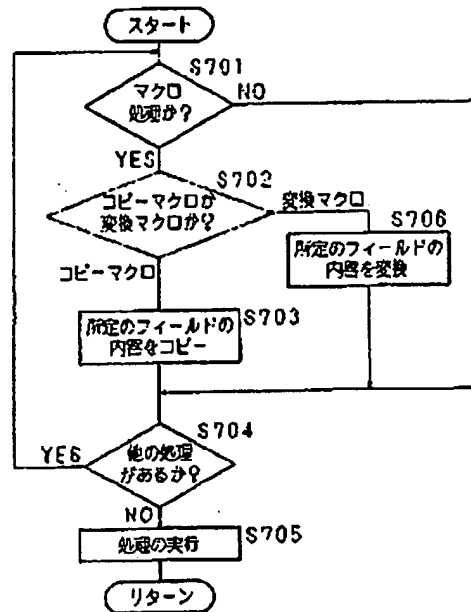 スタート
S701
マクロ
処理か?
NO
YES
S702
コピーマクロか
変換マクロか?
変換マクロ
S706
所定のフィールドの
内容を変換
コピーマクロ
S703
所定のフィールドの
内容をコピー
S704
他の処理
があるか?
YES
NO
S705
処理の実行
リターン